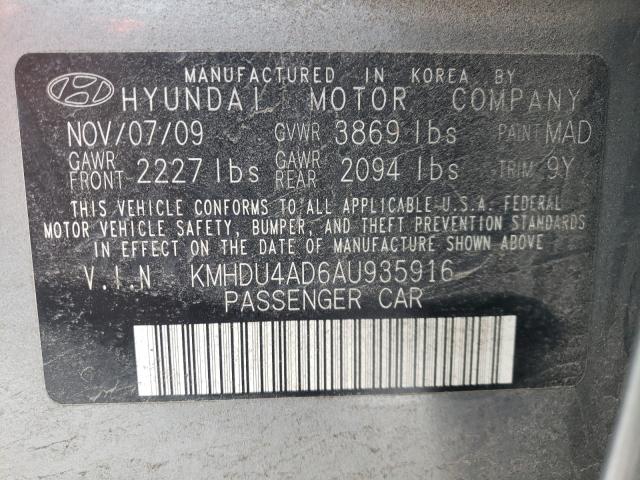 MANUFACTURED IN KOREA BY
HYUNDAI MOTOR COMPANY
NOV/07/09 GVWR 3869 lbs PAINT MAD
GAWR FRONT 2227 lbs GAWR REAR 2094 lbs TRIM 9Y
THIS VEHICLE CONFORMS TO ALL APPLICABLE U.S.A. FEDERAL
MOTOR VEHICLE SAFETY, BUMPER, AND THEFT PREVENTION STANDARDS
IN EFFECT ON THE DATE OF MANUFACTURE SHOWN ABOVE
V.I.N KMHDU4AD6AU935916
PASSENGER CAR